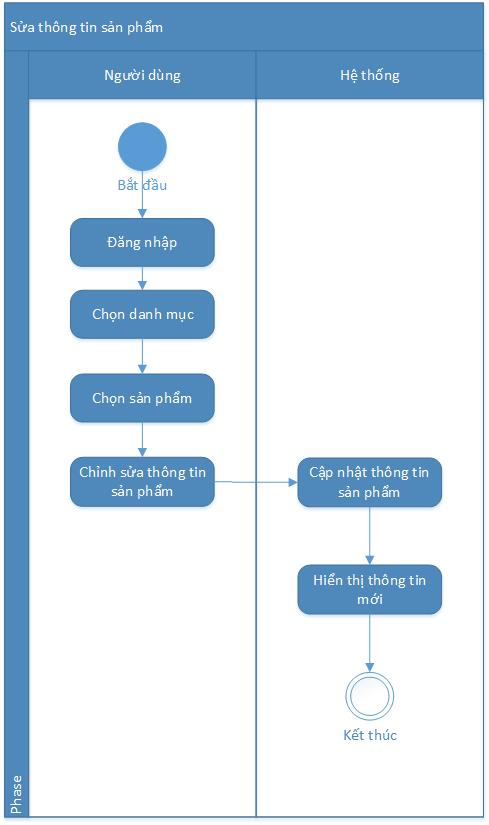 Sửa thông tin sản phẩm
Người dùng
Hệ thống
Bắt đầu
Đăng nhập
Chọn danh mục
Chọn sản phẩm
Chỉnh sửa thông tin
sản phẩm
Cập nhật thông tin
sản phẩm
Hiển thị thông tin
mới
Kết thúc
Phase